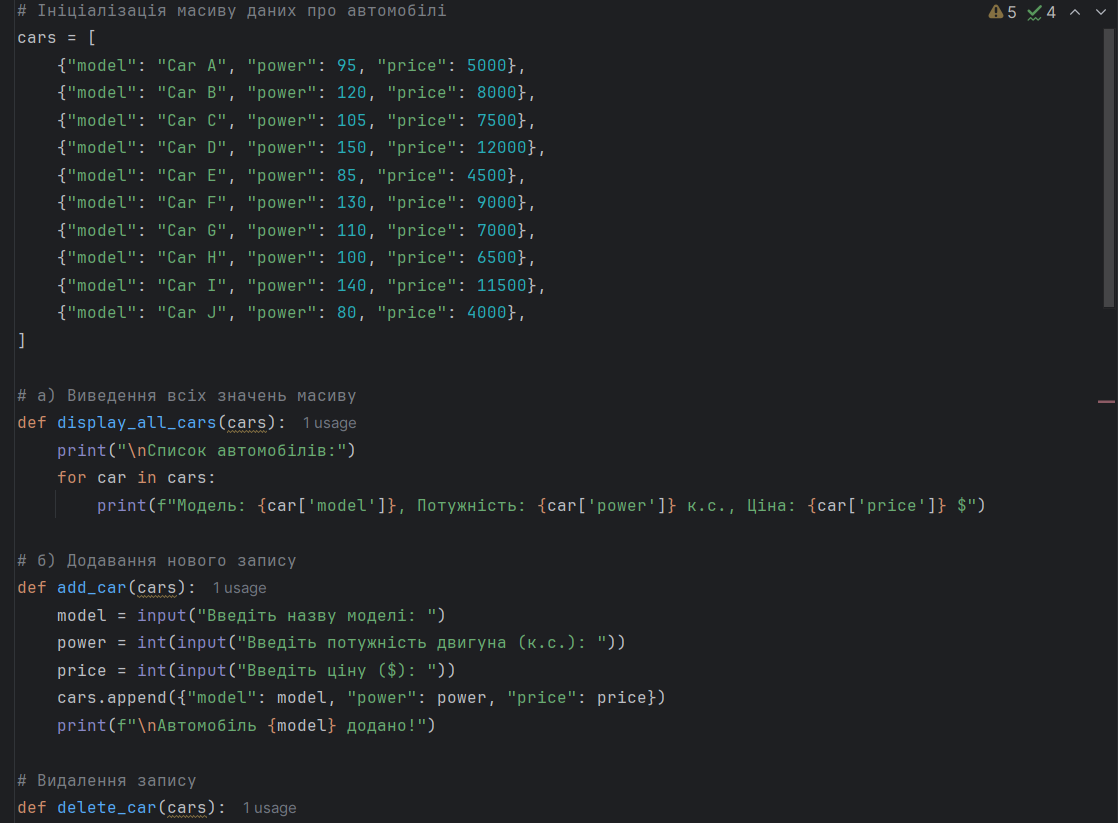 # Ініціалізація масиву даних про автомобілі
5 4
cars = [
    {"model": "Car A", "power": 95, "price": 5000},
    {"model": "Car B", "power": 120, "price": 8000},
    {"model": "Car C", "power": 105, "price": 7500},
    {"model": "Car D", "power": 150, "price": 12000},
    {"model": "Car E", "power": 85, "price": 4500},
    {"model": "Car F", "power": 130, "price": 9000},
    {"model": "Car G", "power": 110, "price": 7000},
    {"model": "Car H", "power": 100, "price": 6500},
    {"model": "Car I", "power": 140, "price": 11500},
    {"model": "Car J", "power": 80, "price": 4000},
]
# а) Виведення всіх значень масиву
def display_all_cars(cars): 1 usage
    print("\nСписок автомобілів:")
    for car in cars:
        print(f"Модель: {car['model']}, Потужність: {car['power']} к.с., Ціна: {car['price']} $")
# б) Додавання нового запису
def add_car(cars): 1 usage
    model = input("Введіть назву моделі: ")
    power = int(input("Введіть потужність двигуна (к.с.): "))
    price = int(input("Введіть ціну ($): "))
    cars.append({"model": model, "power": power, "price": price})
    print(f"\nАвтомобіль {model} додано!")
# Видалення запису
def delete_car(cars): 1 usage